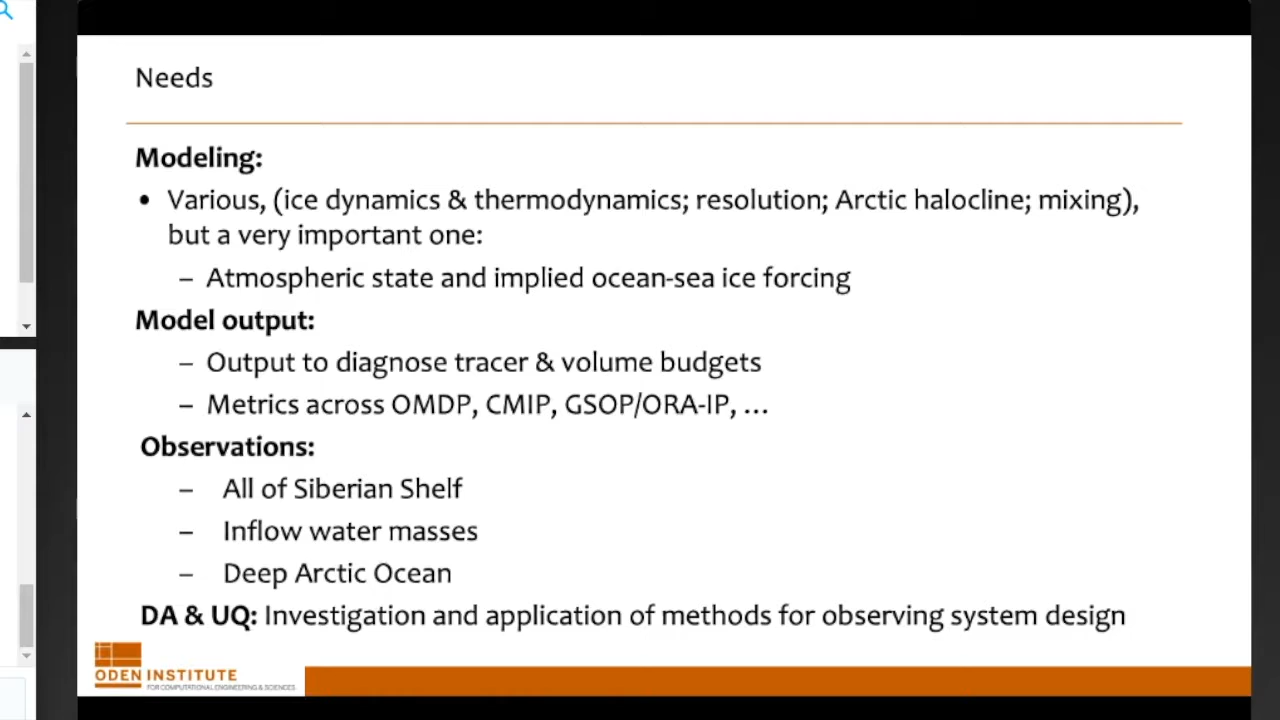 Needs
Modeling:
• Various, (ice dynamics & thermodynamics; resolution; Arctic halocline; mixing),
but a very important one:
– Atmospheric state and implied ocean-sea ice forcing
Model output:
– Output to diagnose tracer & volume budgets
– Metrics across OMDP, CMIP, GSOP/ORA-IP, …
Observations:
– All of Siberian Shelf
– Inflow water masses
– Deep Arctic Ocean
DA & UQ: Investigation and application of methods for observing system design
ODEN INSTITUTE
FOR COMPUTATIONAL ENGINEERING & SCIENCES